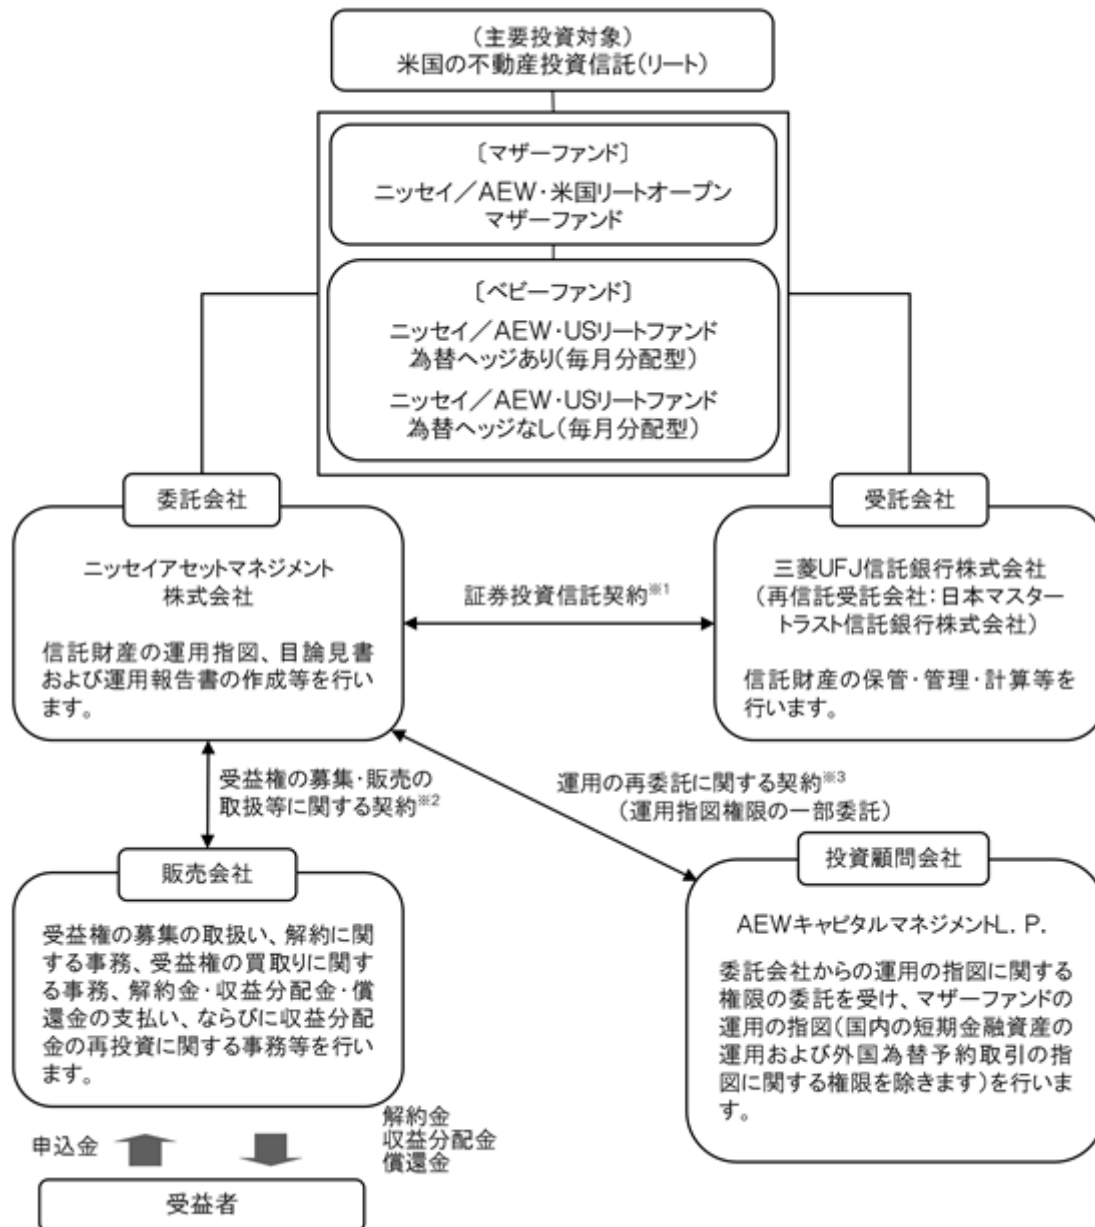 （主要投資対象）
米国の不動産投資信託（リート）
〔マザーファンド〕
ニッセイ／AEW・米国リートオープン
マザーファンド
〔ベビーファンド〕
ニッセイ／AEW・USリートファンド
為替ヘッジあり（毎月分配型）
ニッセイ／AEW・USリートファンド
為替ヘッジなし（毎月分配型）
委託会社
ニッセイアセットマネジメント
株式会社
信託財産の運用指図、目論見書
および運用報告書の作成等を行い
ます。
証券投資信託契約※1
受託会社
三菱UFJ信託銀行株式会社
（再信託受託会社：日本マスター
トラスト信託銀行株式会社）
信託財産の保管・管理・計算等を
行います。
受益権の募集・販売の
取扱等に関する契約※2
運用の再委託に関する契約※3
（運用指図権限の一部委託）
販売会社
受益権の募集の取扱い、解約に関
する事務、受益権の買取りに関す
る事務、解約金・収益分配金・償
還金の支払い、ならびに収益分配
金の再投資に関する事務等を行い
ます。
投資顧問会社
AEWキャピタルマネジメントL．P．
委託会社からの運用の指図に関する
権限の委託を受け、マザーファンドの
運用の指図（国内の短期金融資産の
運用および外国為替予約取引の指
図に関する権限を除きます）を行いま
す。
申込金
解約金
収益分配金
償還金
受益者